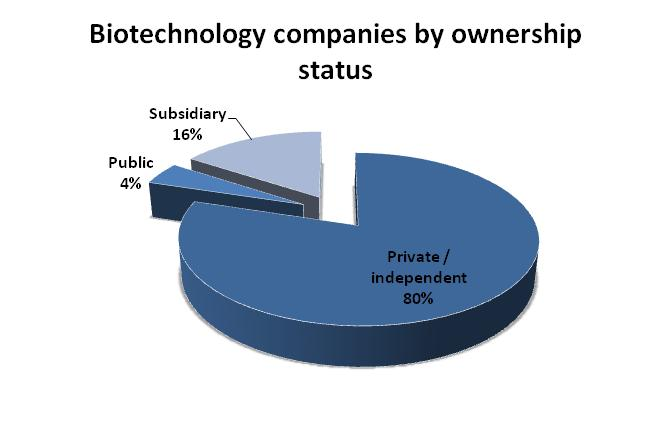 Biotechnology companies by ownership
status
Subsidiary
16%
Public
4%
Private /
independent
80%